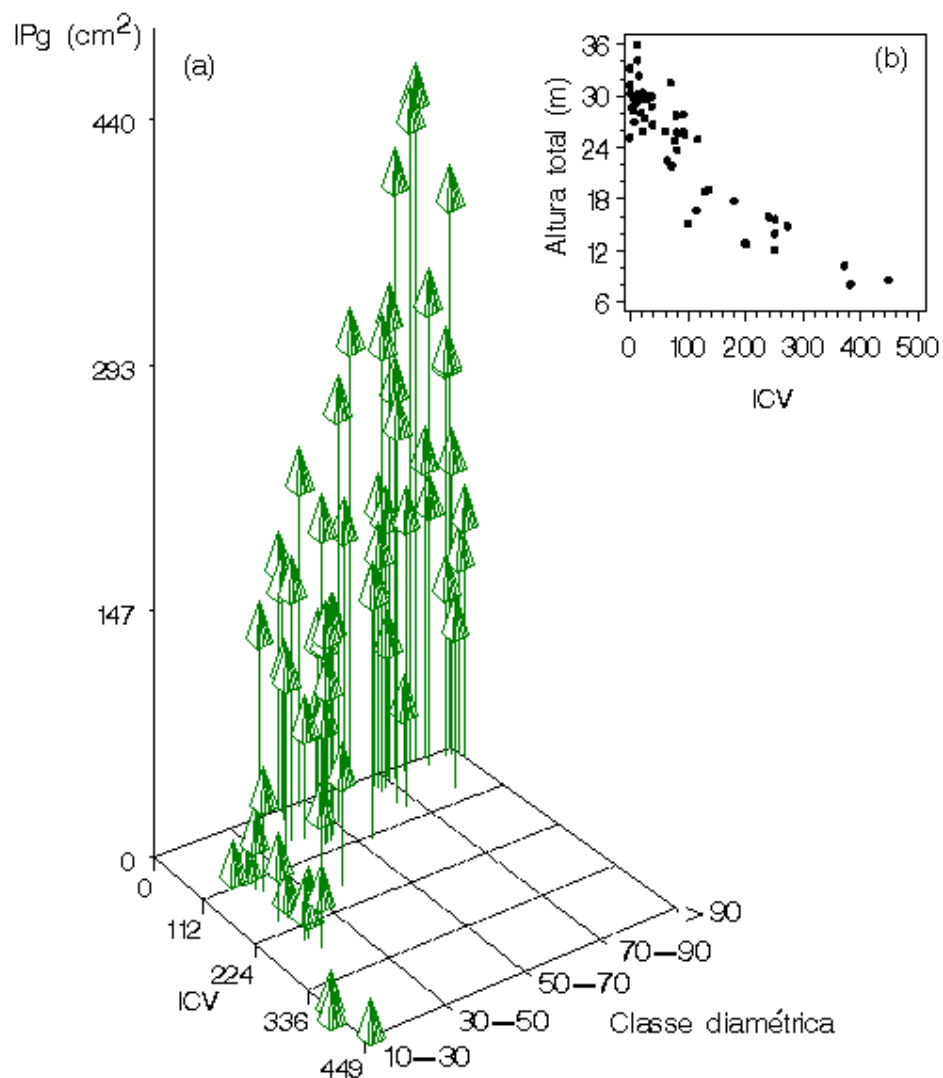 IPg (cm²)
(a)
440
293
147
0
0
112
224
336
449
ICV
10–30
30–50
50–70
70–90
>90
Classe diamétrica
(b)
Altura total (m)
36
30
24
18
12
6
0 100 200 300 400 500
ICV